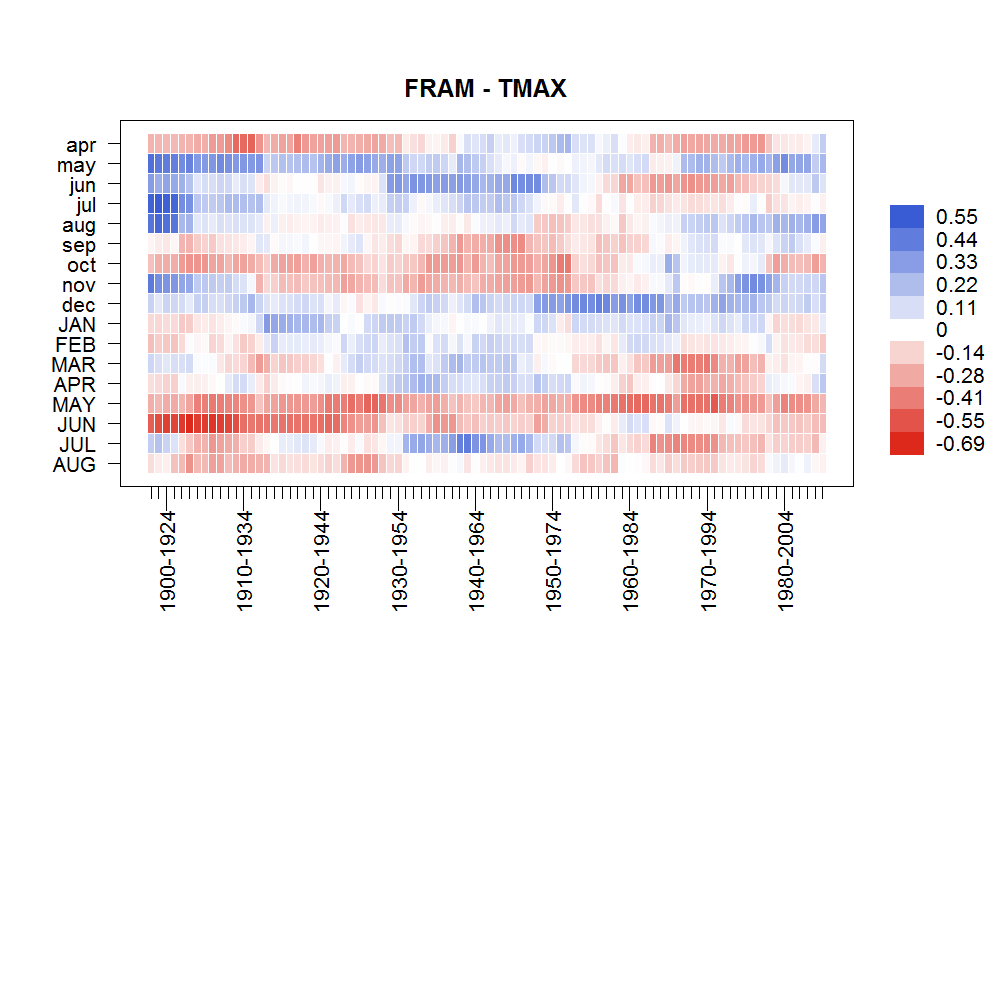 FRAM - TMAX
apr
may
jun
jul
aug
sep
oct
nov
dec
JAN
FEB
MAR
APR
MAY
JUN
JUL
AUG
0.55
0.44
0.33
0.22
0.11
0
-0.14
-0.28
-0.41
-0.55
-0.69
1900-1924
1910-1934
1920-1944
1930-1954
1940-1964
1950-1974
1960-1984
1970-1994
1980-2004